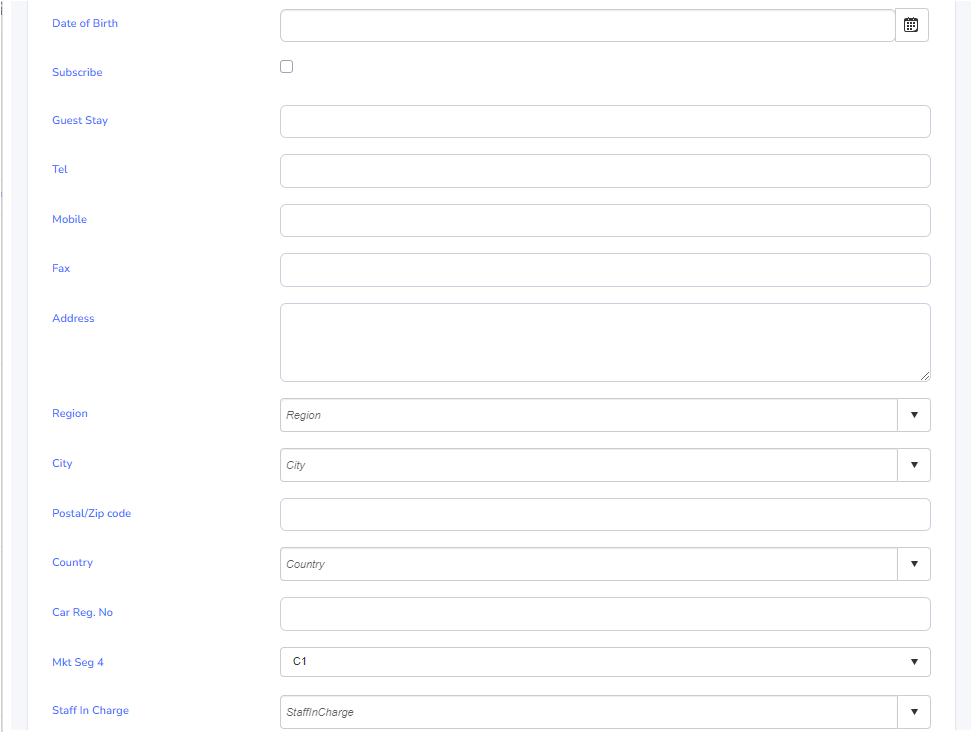 Date of Birth
Subscribe
Guest Stay
Tel
Mobile
Fax
Address
Region Region
City City
Postal/Zip code
Country Country
Car Reg. No
Mkt Seg 4 C1
Staff In Charge StaffInCharge